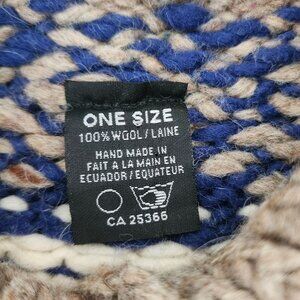 ONE SIZE
100% WOOL / LAINE
HAND MADE IN
FAIT A LA MAIN EN
ECUADOR / EQUATEUR
CA 25366